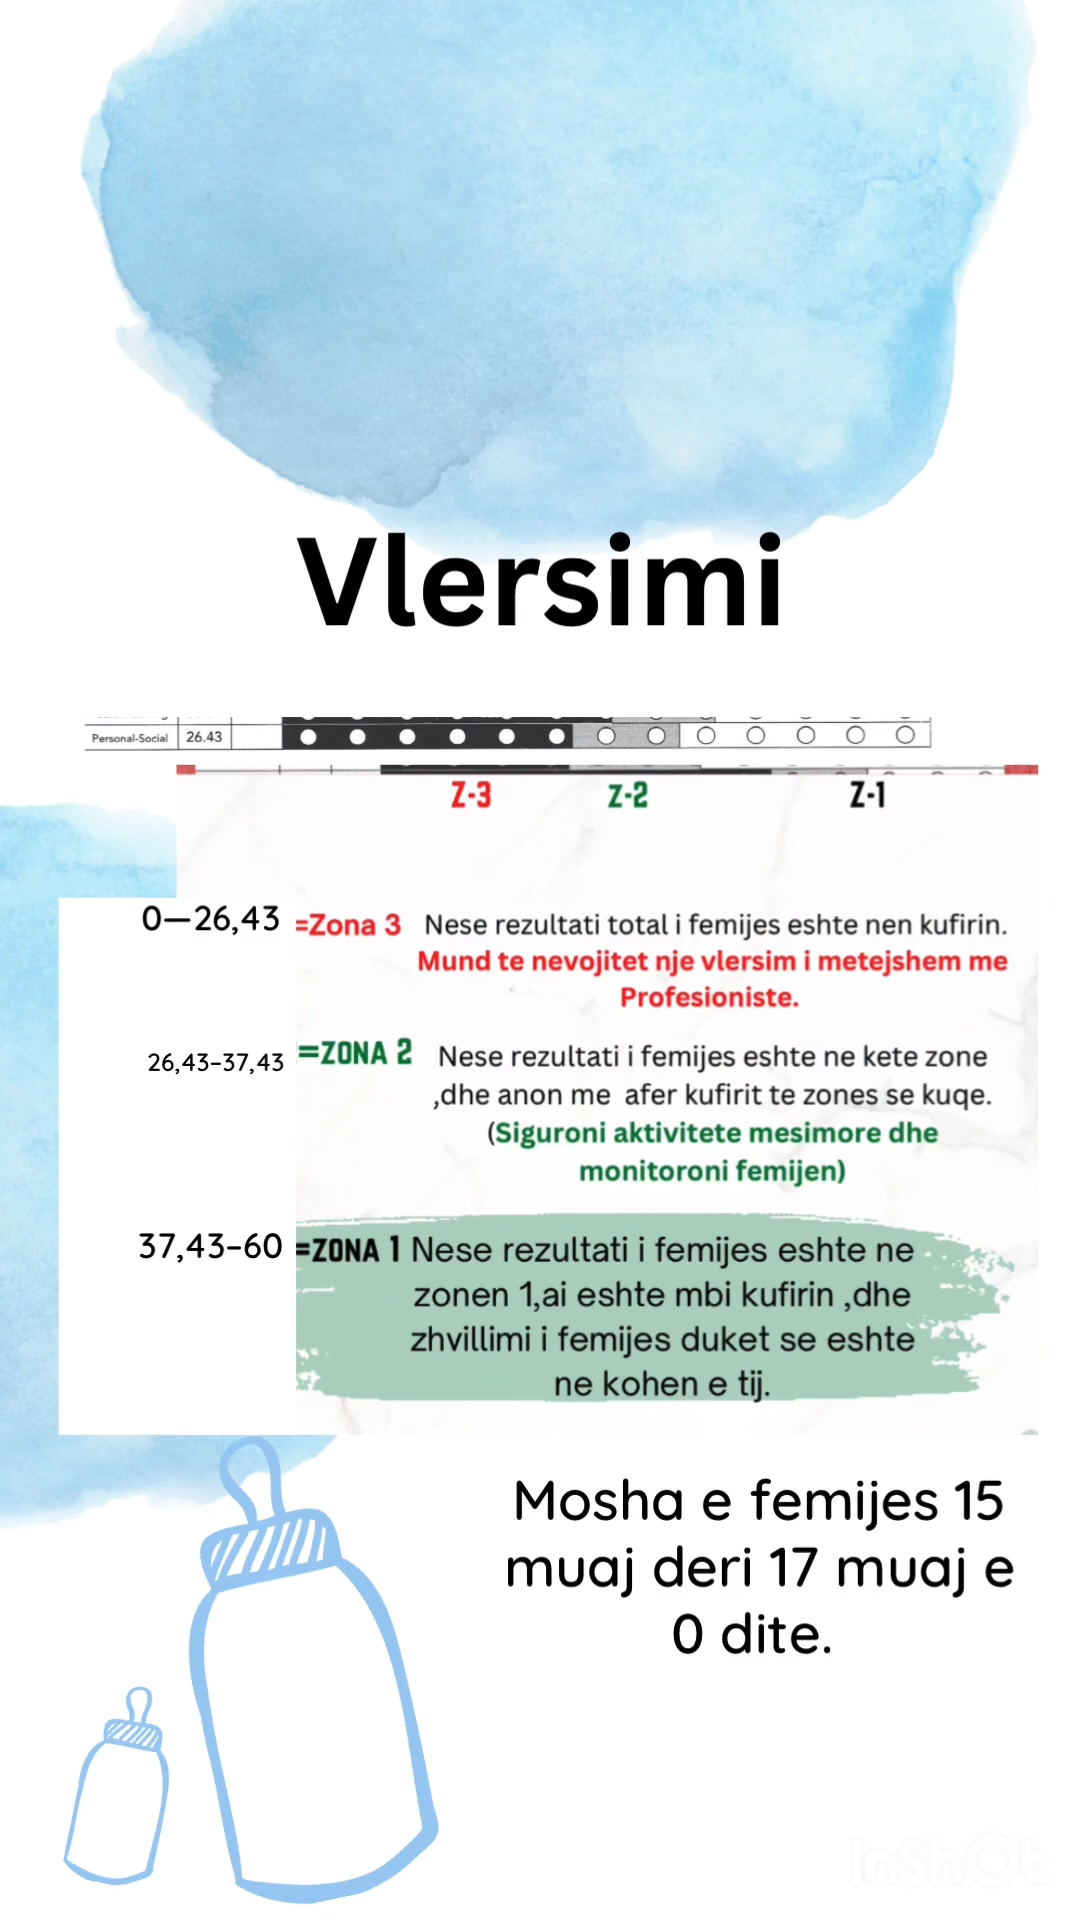 Vlersimi
Personal-Social 26.43
Z-3 Z-2 Z-1
0—26,43 =Zona 3 Nese rezultati total i femijes eshte nen kufirin.
Mund te nevojitet nje vlersim i metejshem me
Profesioniste.
26,43-37,43 =ZONA 2 Nese rezultati i femijes eshte ne kete zone
,dhe anon me afer kufirit te zones se kuqe.
(Siguroni aktivitete mesimore dhe
monitoroni femijen)
37,43-60 =ZONA 1 Nese rezultati i femijes eshte ne
zonen 1,ai eshte mbi kufirin ,dhe
zhvillimi i femijes duket se eshte
ne kohen e tij.
Mosha e femijes 15
muaj deri 17 muaj e
0 dite.
InShOt